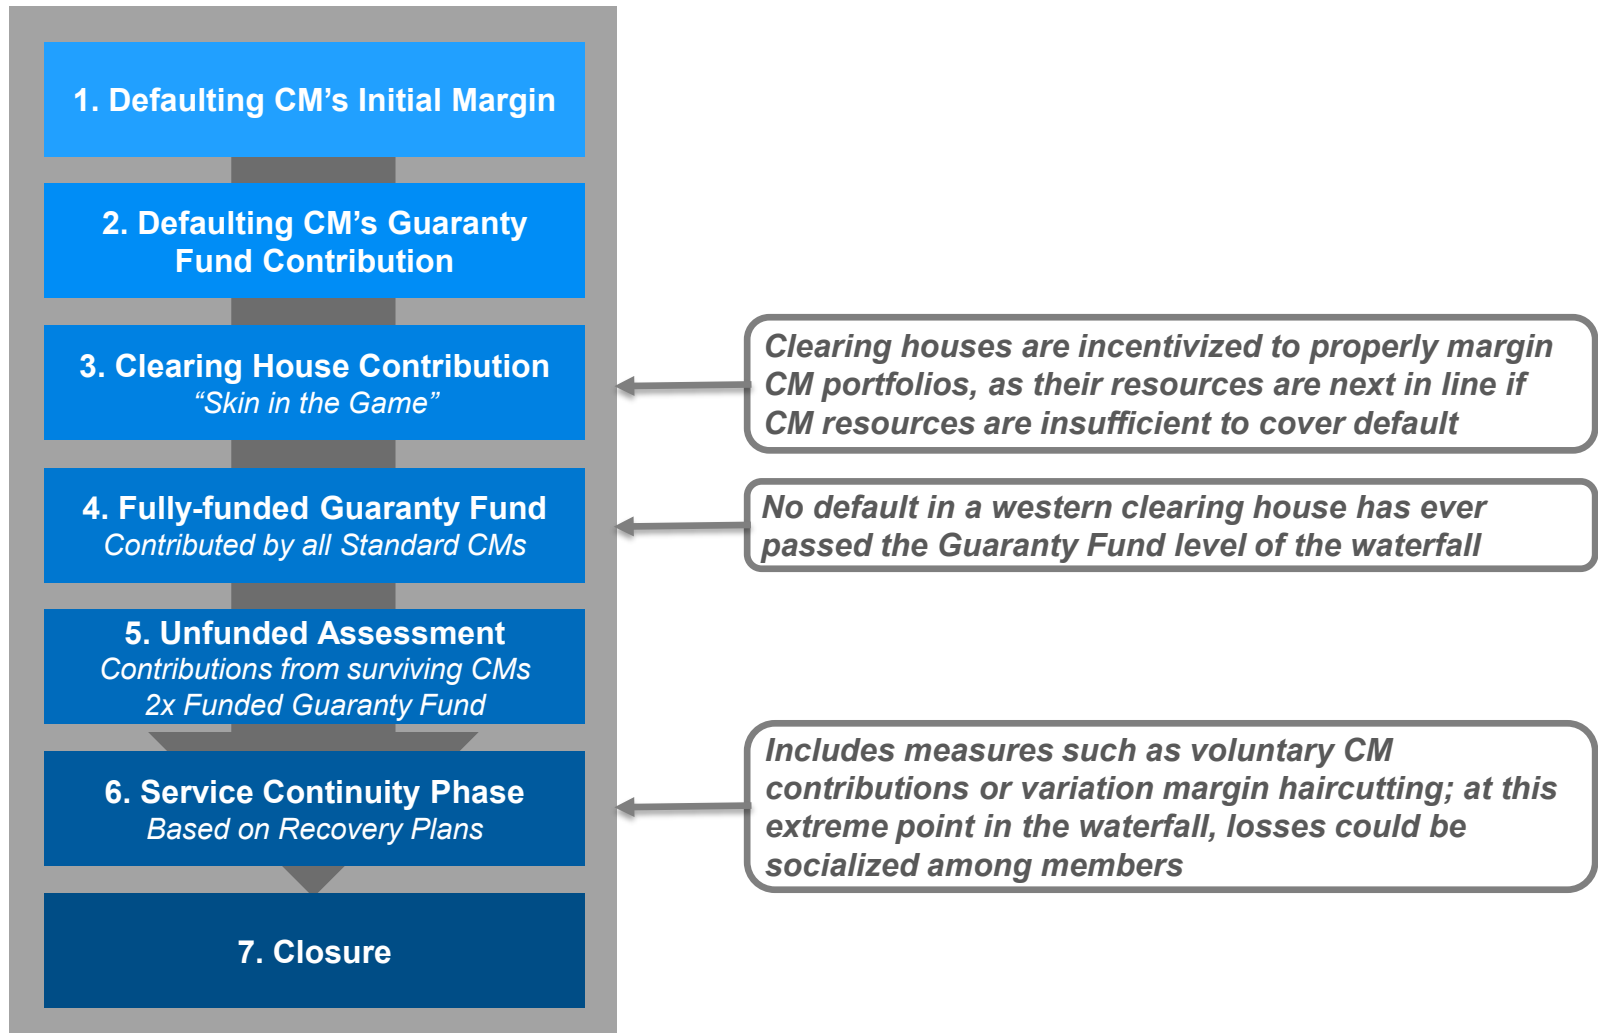 1. Defaulting CM’s Initial Margin
2. Defaulting CM’s Guaranty
Fund Contribution
3. Clearing House Contribution
“Skin in the Game”
Clearing houses are incentivized to properly margin
CM portfolios, as their resources are next in line if
CM resources are insufficient to cover default
4. Fully-funded Guaranty Fund
Contributed by all Standard CMs
No default in a western clearing house has ever
passed the Guaranty Fund level of the waterfall
5. Unfunded Assessment
Contributions from surviving CMs
2x Funded Guaranty Fund
6. Service Continuity Phase
Based on Recovery Plans
Includes measures such as voluntary CM
contributions or variation margin haircutting; at this
extreme point in the waterfall, losses could be
socialized among members
7. Closure